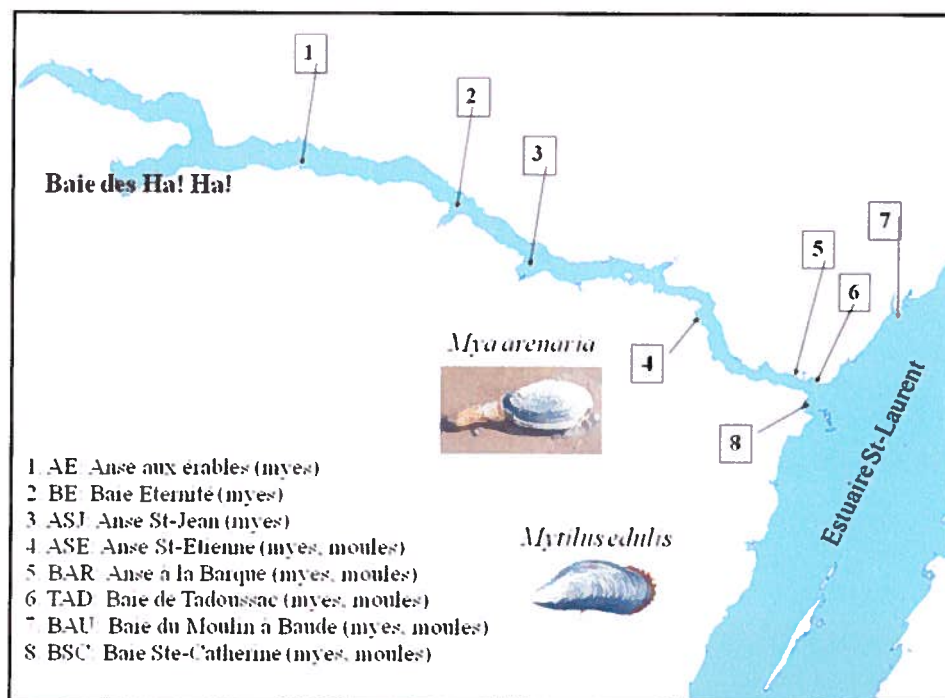 1
2
3
Baie des Ha! Ha!
7
5
6
Mya arenaria
4
8
Estuaire St-Laurent
1 AE Anse aux érables (myes)
2 BE Baie Eternité (myes)
3 ASJ Anse St-Jean (myes)
4 ASE Anse St-Etienne (myes, moules)
5 BAR Anse à la Barque (myes, moules)
6 TAD Baie de Tadoussac (myes, moules)
7 BAU Baie du Moulin à Baude (myes, moules)
8 BSC Baie Ste-Catherine (myes, moules)
Mytilus edulis